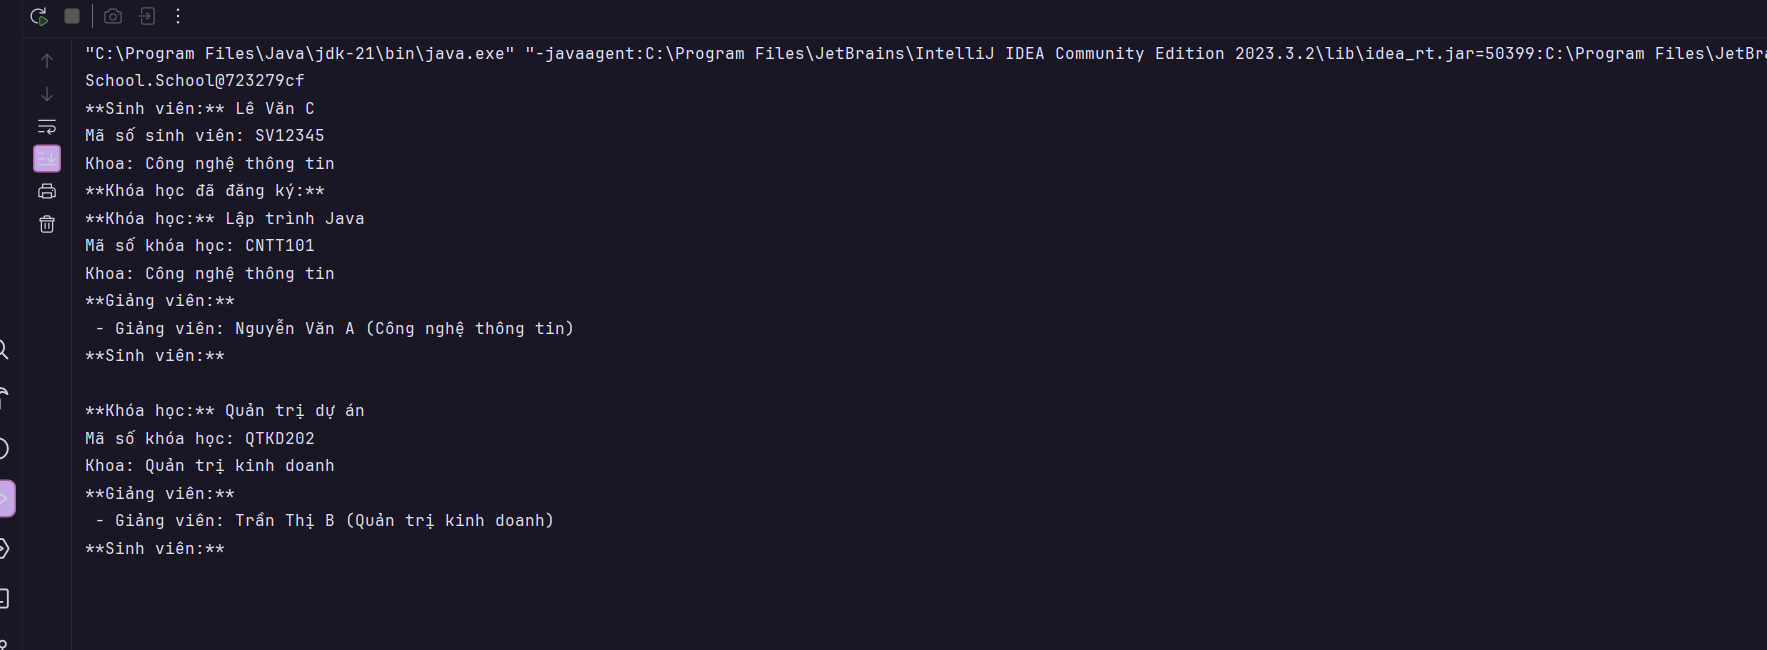 "C:\Program Files\Java\jdk-21\bin\java.exe" "-javaagent:C:\Program Files\JetBrains\IntelliJ IDEA Community Edition 2023.3.2\lib\idea_rt.jar=50399:C:\Program Files\JetBra
School.School@723279cf
**Sinh viên:** Lê Văn C
Mã số sinh viên: SV12345
Khoa: Công nghệ thông tin
**Khóa học đã đăng ký:**
**Khóa học:** Lập trình Java
Mã số khóa học: CNTT101
Khoa: Công nghệ thông tin
**Giảng viên:**
 - Giảng viên: Nguyễn Văn A (Công nghệ thông tin)
**Sinh viên:**
**Khóa học:** Quản trị dự án
Mã số khóa học: QTKD202
Khoa: Quản trị kinh doanh
**Giảng viên:**
 - Giảng viên: Trần Thị B (Quản trị kinh doanh)
**Sinh viên:**